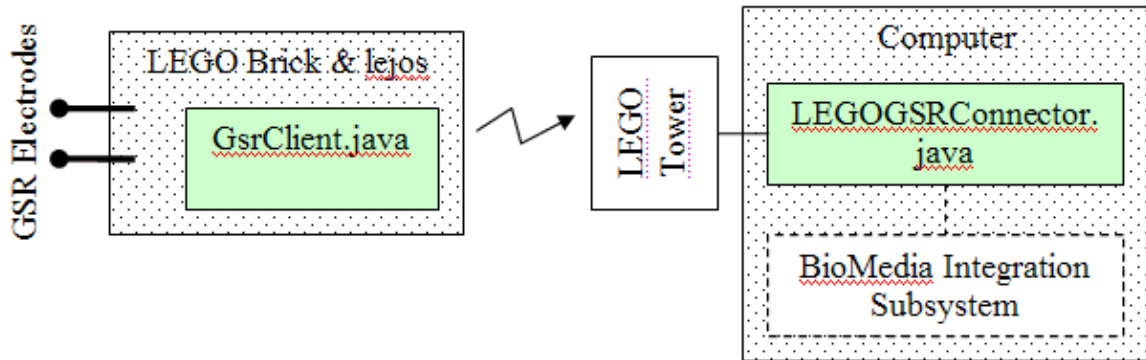 GSR Electrodes
LEGO Brick & lejos
GsrClient.java
LEGO
Tower
Computer
LEGOGSRConnector.
java
BioMedia Integration
Subsystem